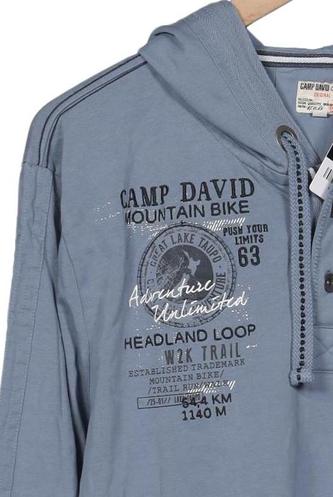 CAMP DAVID
CAMP DAVID
MOUNTAIN BIKE
PUSH YOUR
LIMITS
63
GREAT LAKE TAUPO
Adventure
Unlimited
HEADLAND LOOP
W2K TRAIL
ESTABLISHED TRADEMARK
MOUNTAIN BIKE/
64,4 KM
1140 M